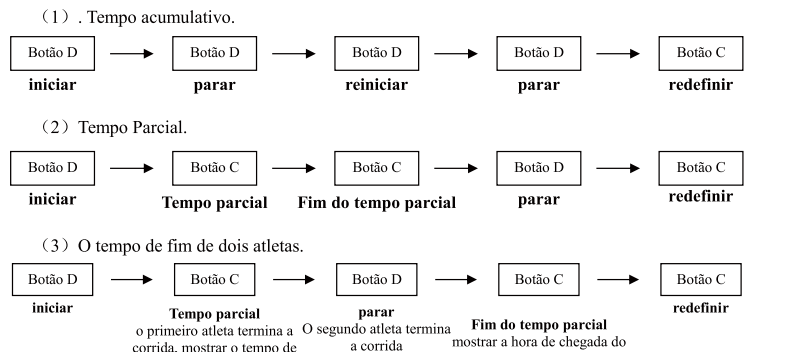 （1）. Tempo acumulativo.
Botão D Botão D Botão D Botão D Botão C
iniciar parar reiniciar parar redefinir
（2）Tempo Parcial.
Botão D Botão C Botão C Botão D Botão C
iniciar Tempo parcial Fim do tempo parcial parar redefinir
（3）O tempo de fim de dois atletas.
Botão D Botão C Botão D Botão C Botão C
iniciar Tempo parcial parar Fim do tempo parcial redefinir
o primeiro atleta termina a O segundo atleta termina mostrar a hora de chegada do
corrida, mostrar o tempo de a corrida